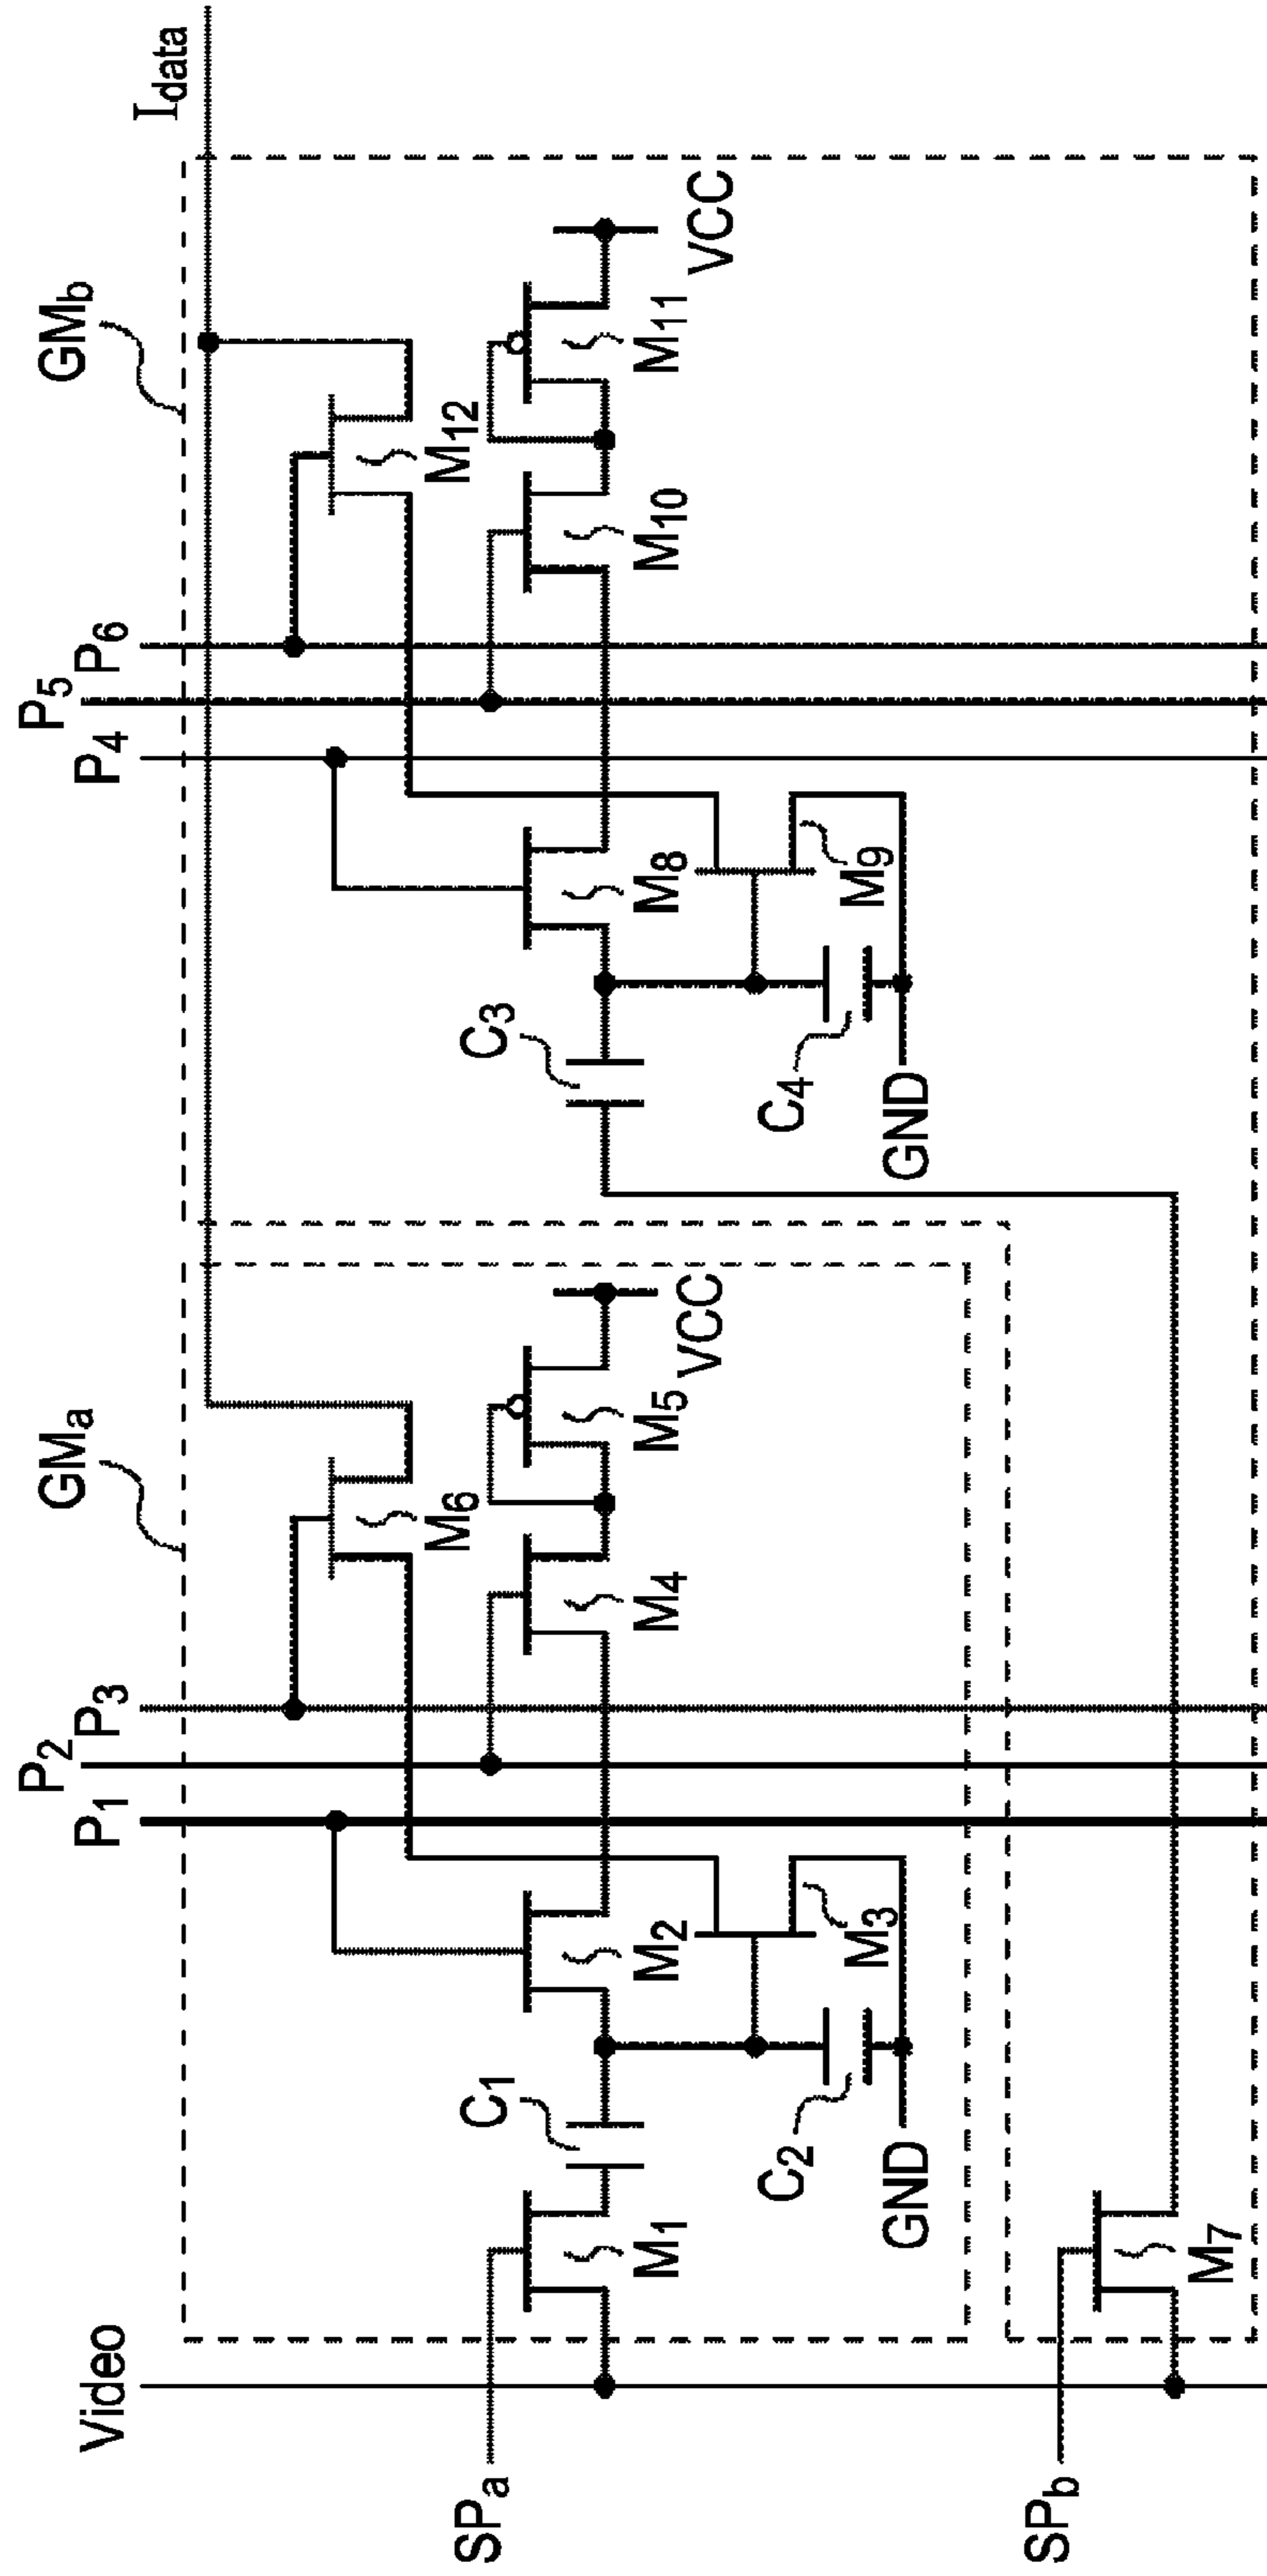 GMa
GMb
Video
P1
P2
P3
P4
P5
P6
Idata
SPa
M1
C1
M2
M6
M4
M5
VCC
C2
M3
GND
C3
M8
M12
M10
M11
VCC
C4
M9
GND
SPb
M7